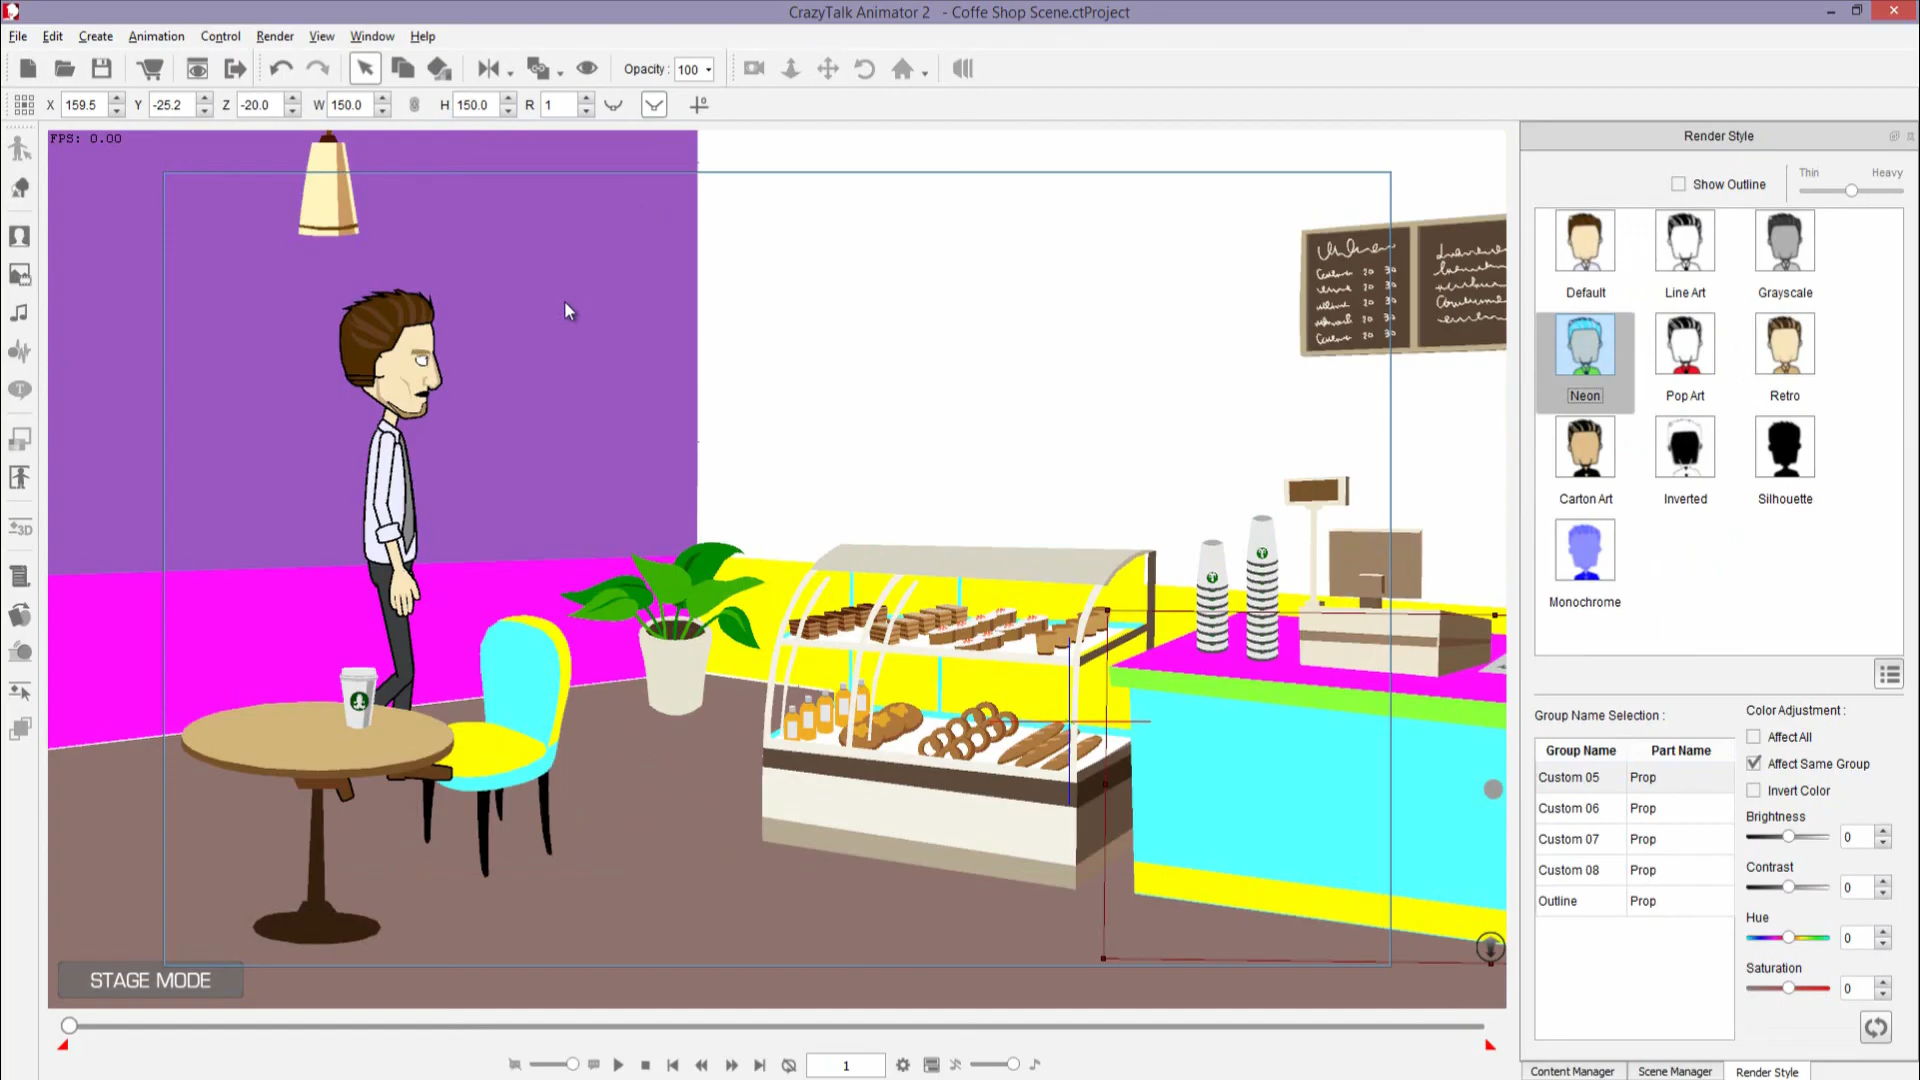 CrazyTalk Animator 2 - Coffe Shop Scene.ctProject
File Edit Create Animation Control Render View Window Help
Opacity : 100
X 159.5 Y -25.2 Z -20.0 W 150.0 H 150.0 R 1
FPS: 0.00
Render Style
Show Outline
Thin Heavy
Default Line Art Grayscale
Neon Pop Art Retro
Carton Art Inverted Silhouette
Monochrome
3D
Group Name Selection :
Group Name Part Name
Custom 05 Prop
Custom 06 Prop
Custom 07 Prop
Custom 08 Prop
Outline Prop
Color Adjustment :
Affect All
Affect Same Group
Invert Color
Brightness
0
Contrast
0
Hue
0
Saturation
0
STAGE MODE
1
Content Manager Scene Manager Render Style